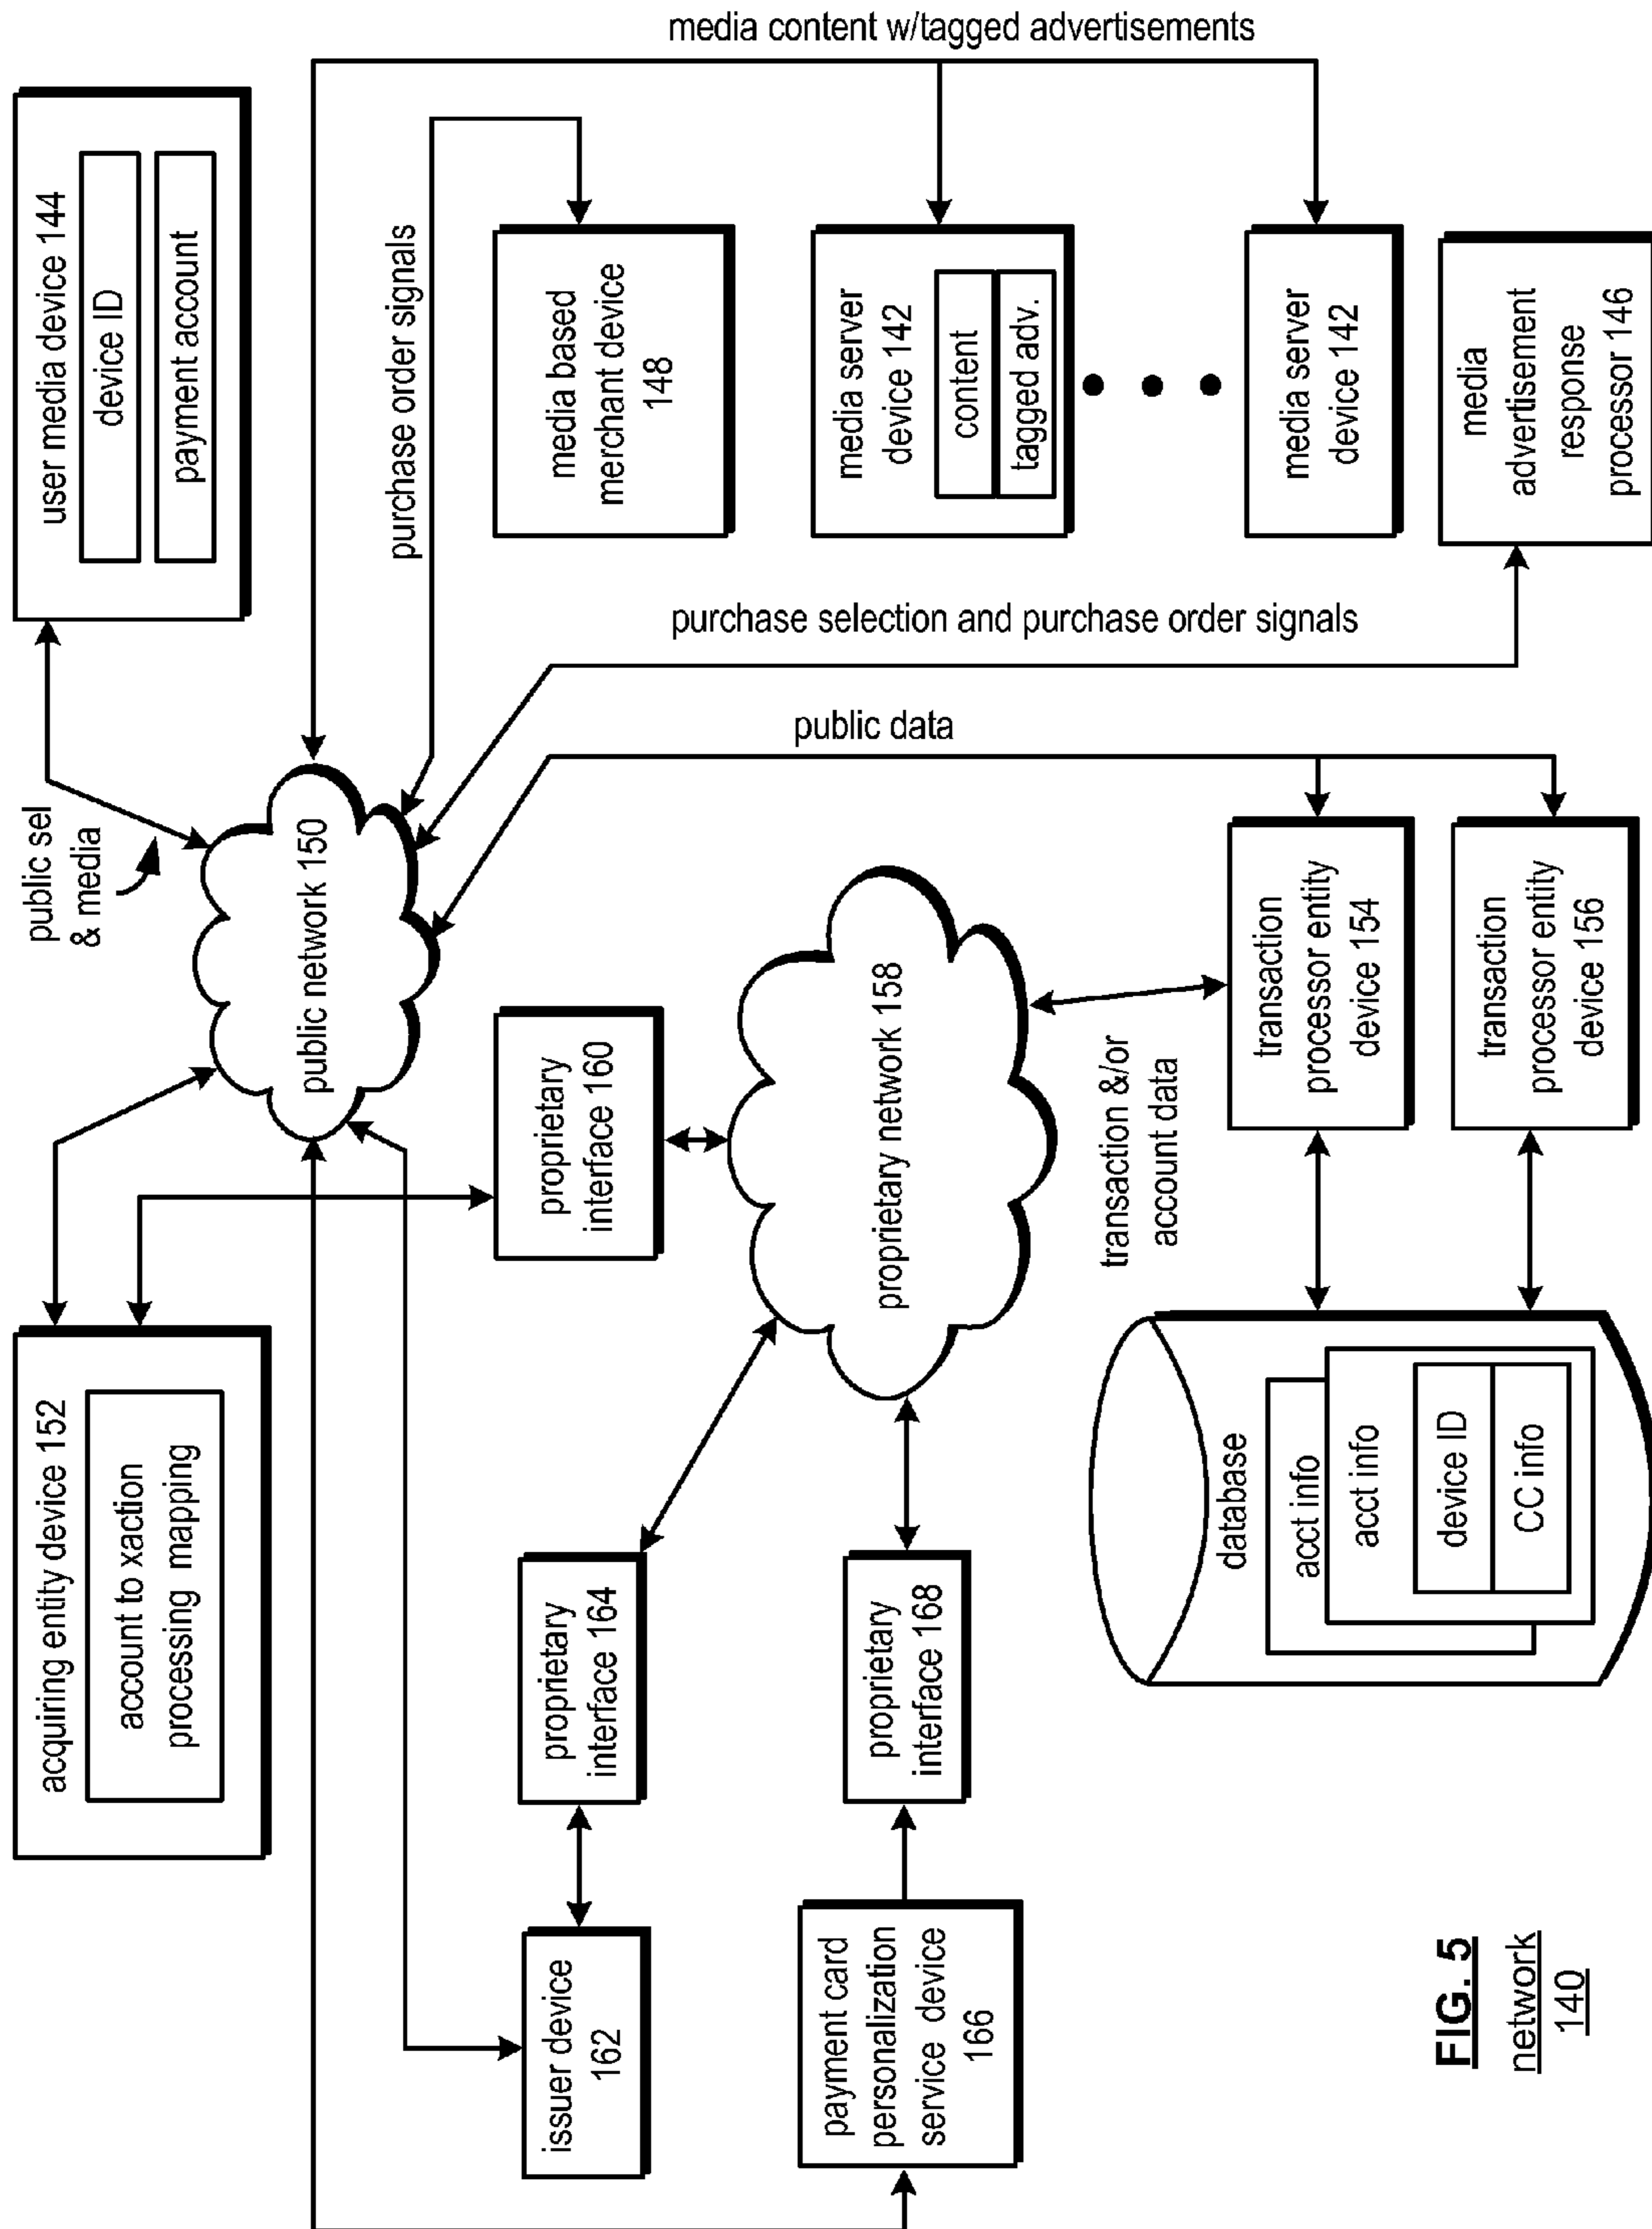 user media device 144
device ID
payment account
public sel
& media
media content w/tagged advertisements
purchase order signals
media based
merchant device
148
media server
device 142
content
tagged adv.
media server
device 142
media
advertisement
response
processor 146
purchase selection and purchase order signals
public data
public network 150
acquiring entity device 152
account to xaction
processing mapping
proprietary
interface 160
proprietary network 158
transaction &/or
account data
transaction
processor entity
device 154
transaction
processor entity
device 156
proprietary
interface 164
proprietary
interface 168
database
acct info
acct info
device ID
CC info
issuer device
162
payment card
personalization
service device
166
FIG. 5
network
140